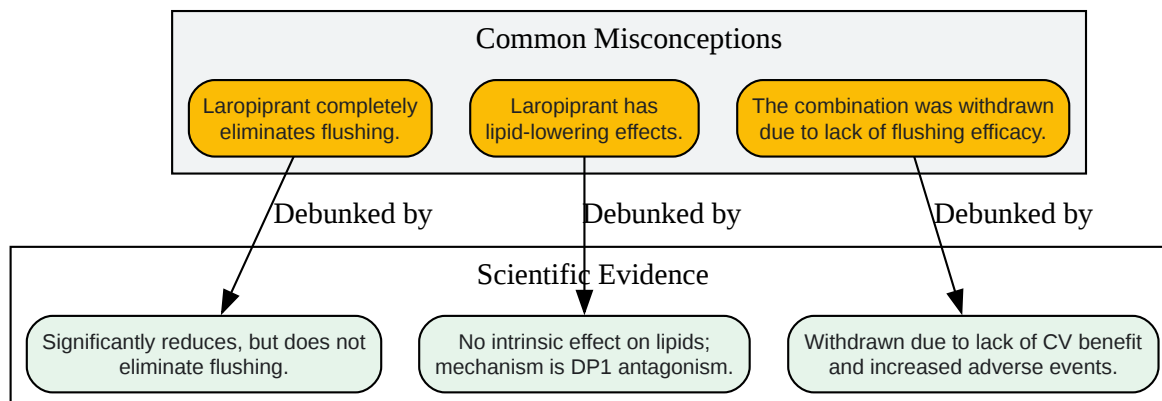 Common Misconceptions
Laropiprant completely
eliminates flushing.
Laropiprant has
lipid-lowering effects.
The combination was withdrawn
due to lack of flushing efficacy.
Debunked by
Debunked by
Debunked by
Scientific Evidence
Significantly reduces, but does not
eliminate flushing.
No intrinsic effect on lipids;
mechanism is DP1 antagonism.
Withdrawn due to lack of CV benefit
and increased adverse events.